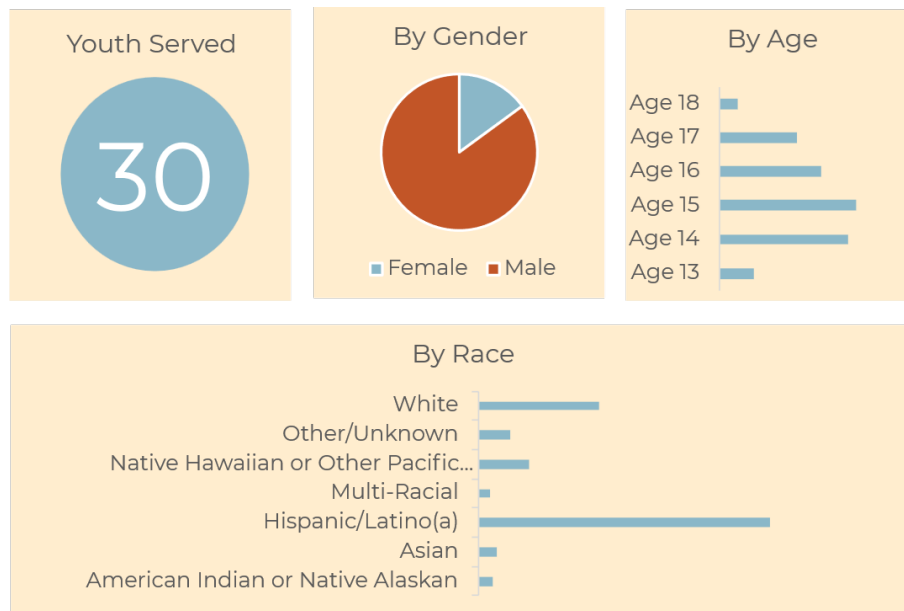 Youth Served
30
By Gender
Female
Male
By Age
Age 18
Age 17
Age 16
Age 15
Age 14
Age 13
By Race
White
Other/Unknown
Native Hawaiian or Other Pacific...
Multi-Racial
Hispanic/Latino(a)
Asian
American Indian or Native Alaskan